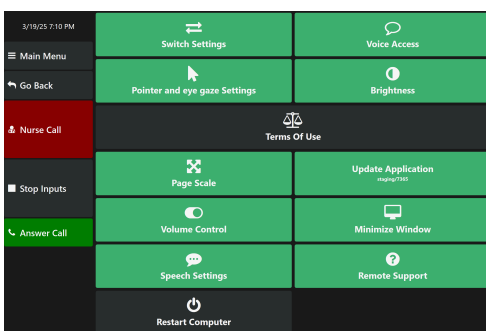 3/19/25 7:10 PM
Main Menu
Go Back
Nurse Call
Stop Inputs
Answer Call
Switch Settings
Voice Access
Pointer and eye gaze Settings
Brightness
Terms Of Use
Page Scale
Update Application
staging/7365
Volume Control
Minimize Window
Speech Settings
Remote Support
Restart Computer